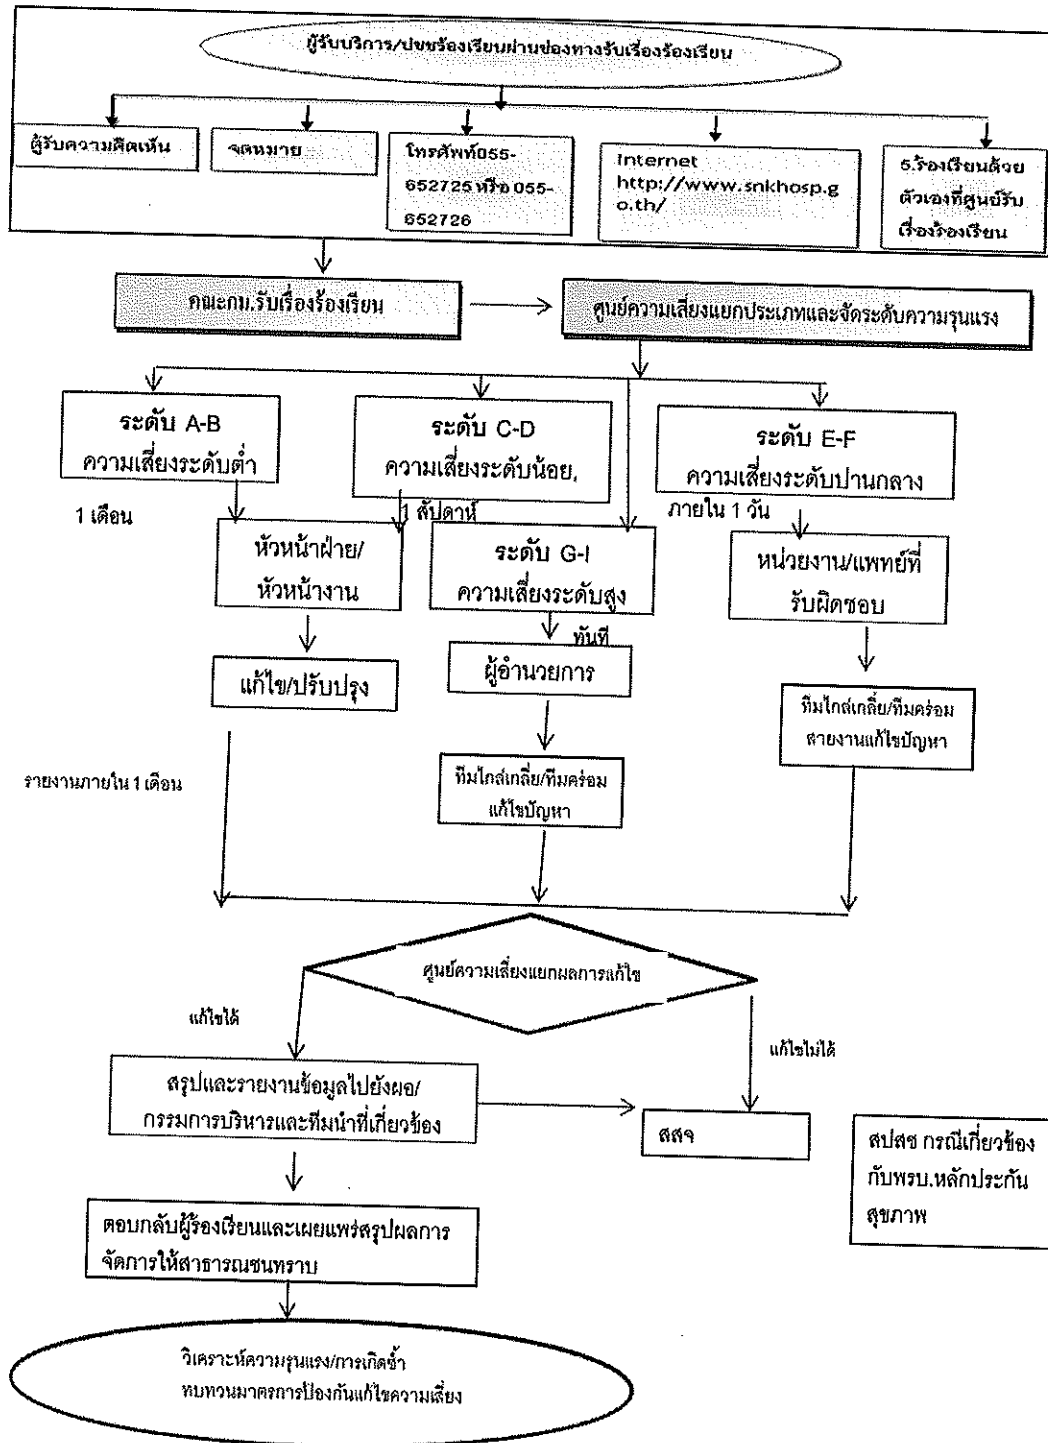 ผู้รับบริการ/ปชชร้องเรียนผ่านช่องทางรับเรื่องร้องเรียน
ตู้รับความคิดเห็น
จดหมาย
โทรศัพท์055-
652725 หรือ 055-
652726
Internet
http://www.snkhosp.g
o.th/
5.ร้องเรียนด้วย
ตัวเองที่ศูนย์รับ
เรื่องร้องเรียน
คณะกม.รับเรื่องร้องเรียน
ศูนย์ความเสี่ยงแยกประเภทและจัดระดับความรุนแรง
ระดับ A-B
ความเสี่ยงระดับต่ำ
ระดับ C-D
ความเสี่ยงระดับน้อย,
ระดับ E-F
ความเสี่ยงระดับปานกลาง
1 เดือน
1 สัปดาห์
ภายใน 1 วัน
หัวหน้าฝ่าย/
หัวหน้างาน
ระดับ G-I
ความเสี่ยงระดับสูง
หน่วยงาน/แพทย์ที่
รับผิดชอบ
ทันที
แก้ไข/ปรับปรุง
ผู้อำนวยการ
ทีมไกล่เกลี่ย/ทีมคร่อม
สายงานแก้ไขปัญหา
รายงานภายใน 1 เดือน
ทีมไกล่เกลี่ย/ทีมคร่อม
แก้ไขปัญหา
ศูนย์ความเสี่ยงแยกผลการแก้ไข
แก้ไขได้
แก้ไขไม่ได้
สรุปและรายงานข้อมูลไปยังผอ/
กรรมการบริหารและทีมนำที่เกี่ยวข้อง
สสจ
สปสช กรณีเกี่ยวข้อง
กับพรบ.หลักประกัน
สุขภาพ
ตอบกลับผู้ร้องเรียนและเผยแพร่สรุปผลการ
จัดการให้สาธารณชนทราบ
วิเคราะห์ความรุนแรง/การเกิดซ้ำ
ทบทวนมาตรการป้องกันแก้ไขความเสี่ยง